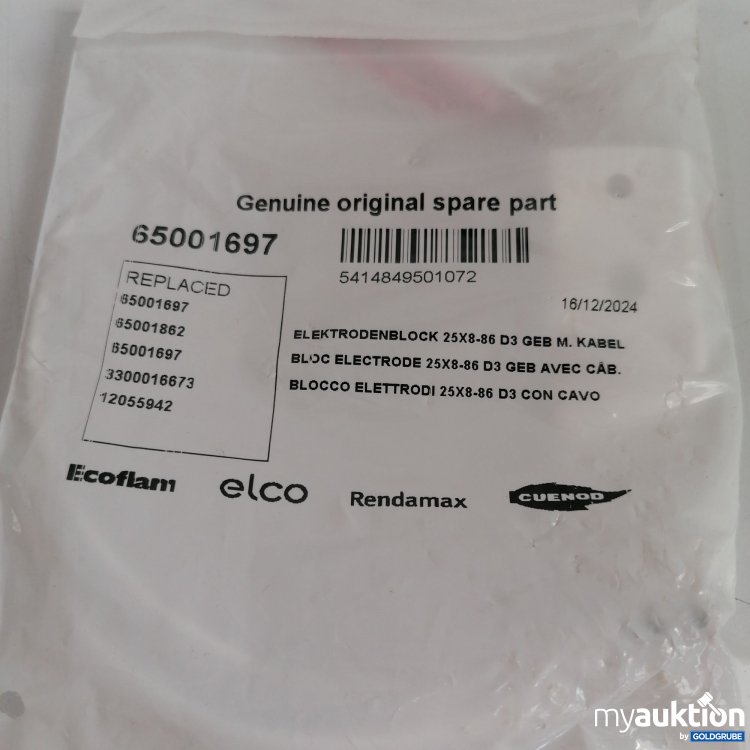 Genuine original spare part
65001697
5414849501072
REPLACED
65001697
65001862
65001697
3300016673
12055942
16/12/2024
ELEKTRODENBLOCK 25X8-86 D3 GEB M. KABEL
BLOC ELECTRODE 25X8-86 D3 GEB AVEC CÂB.
BLOCCO ELETTRODI 25X8-86 D3 CON CAVO
Ecoflam elco Rendamax CUENOD
myauktion
by GOLDGRUBE